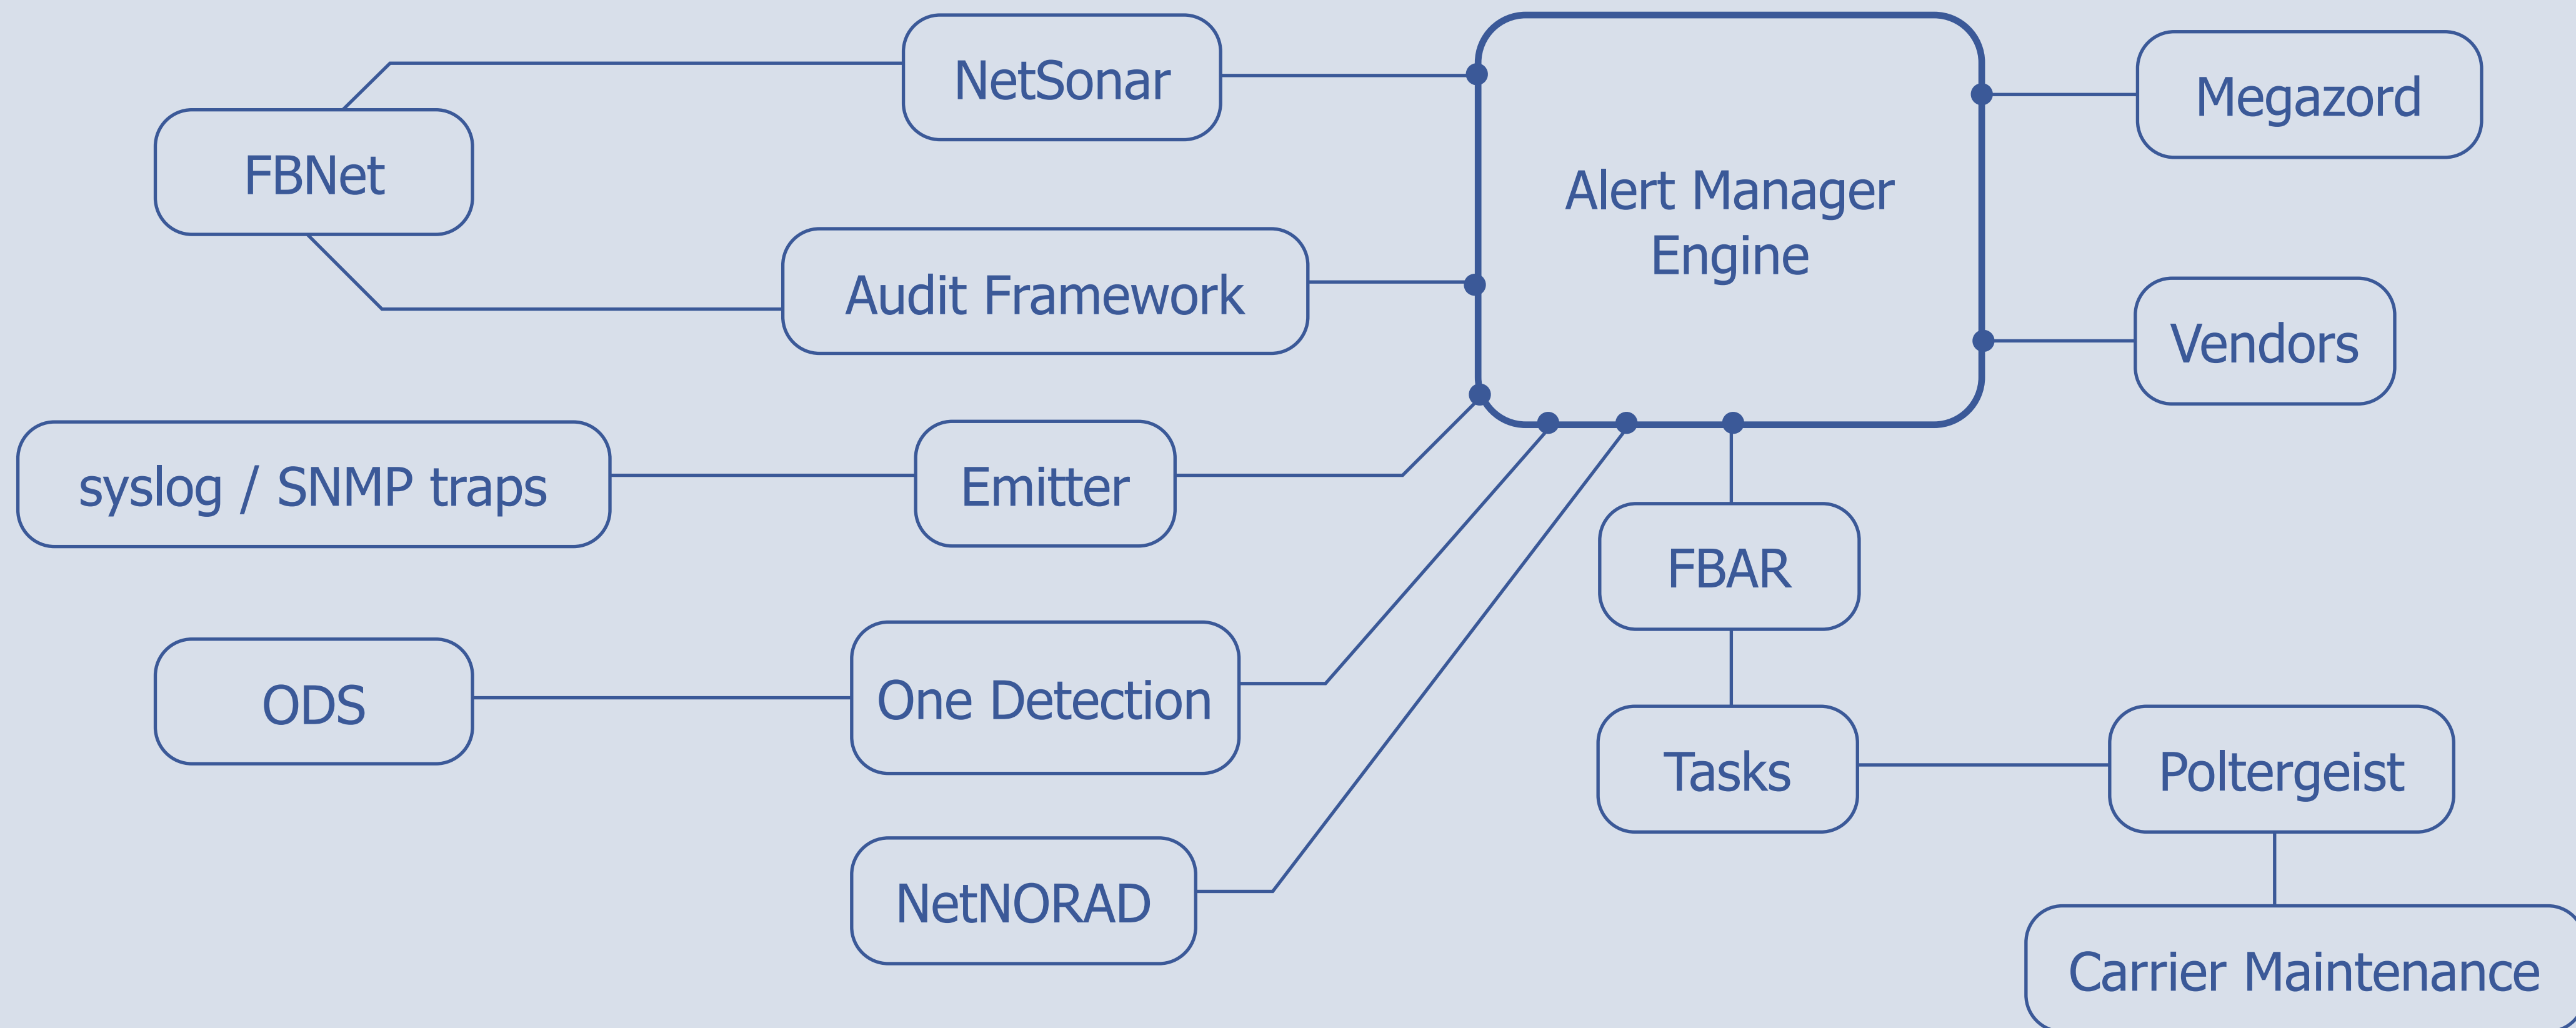 NetSonar
Megazord
FBNet
Alert Manager
Engine
Audit Framework
Vendors
syslog / SNMP traps
Emitter
FBAR
ODS
One Detection
Tasks
Poltergeist
NetNORAD
Carrier Maintenance